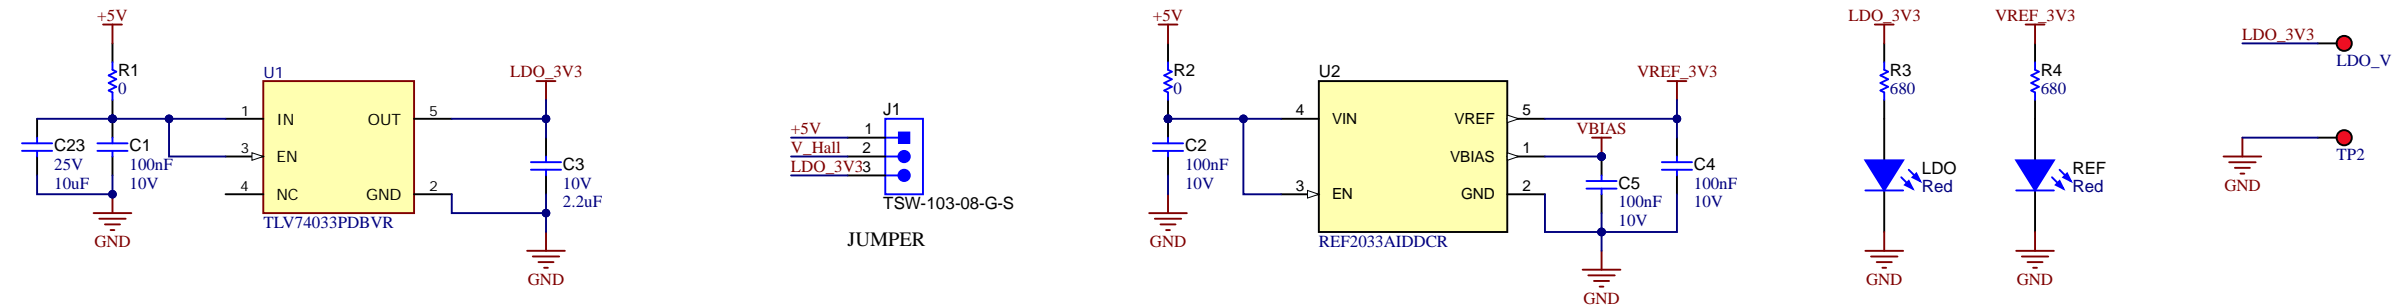 +5V
R1
0
C23
25V
10uF
C1
100nF
10V
GND
U1
1
IN
3
EN
4
NC
OUT
5
GND
2
TLV74033PDBVR
LDO_3V3
C3
10V
2.2uF
GND
J1
+5V
1
V_Hall
2
LDO_3V3
3
TSW-103-08-G-S
JUMPER
+5V
R2
0
C2
100nF
10V
GND
U2
4
VIN
3
EN
VREF
5
VBIAS
1
GND
2
REF2033AIDDCR
VBIAS
VREF_3V3
C5
100nF
10V
C4
100nF
10V
GND
LDO_3V3
R3
680
LDO
Red
GND
VREF_3V3
R4
680
REF
Red
GND
LDO_3V3
LDO_V
TP2
GND